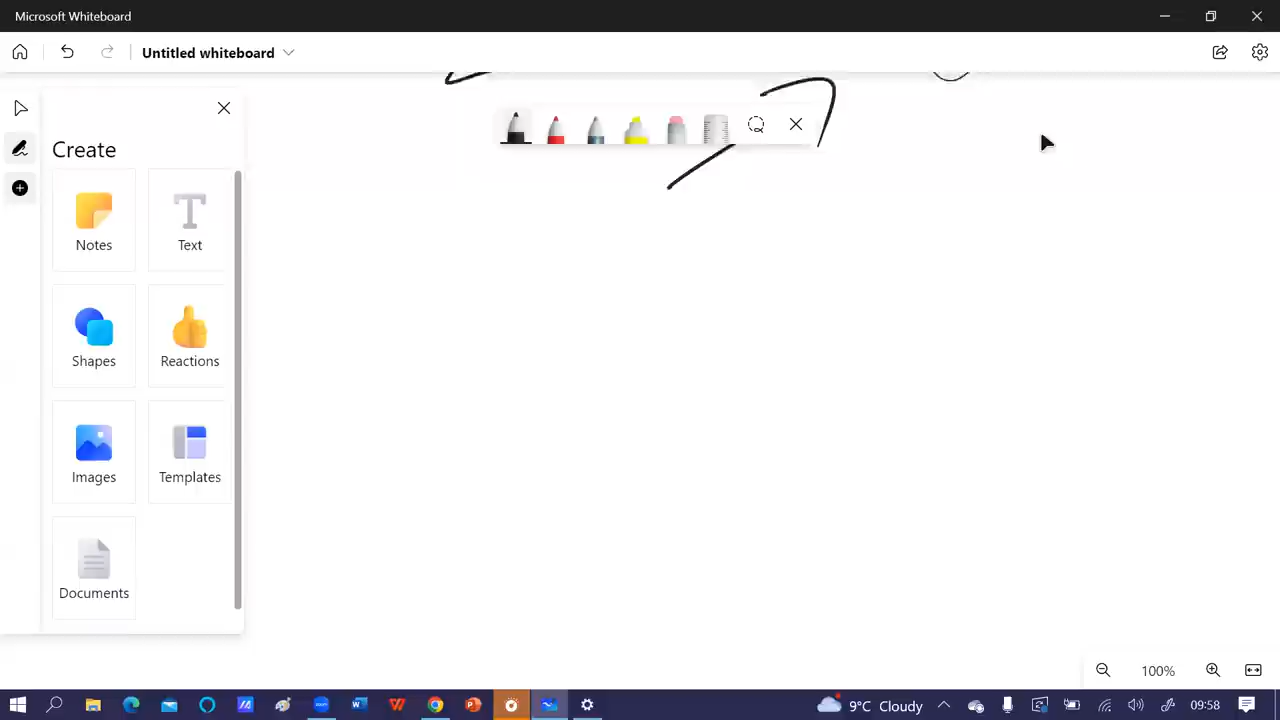 Microsoft Whiteboard
Untitled whiteboard
Create
Notes
Text
Shapes
Reactions
Images
Templates
Documents
100%
9°C Cloudy
09:58